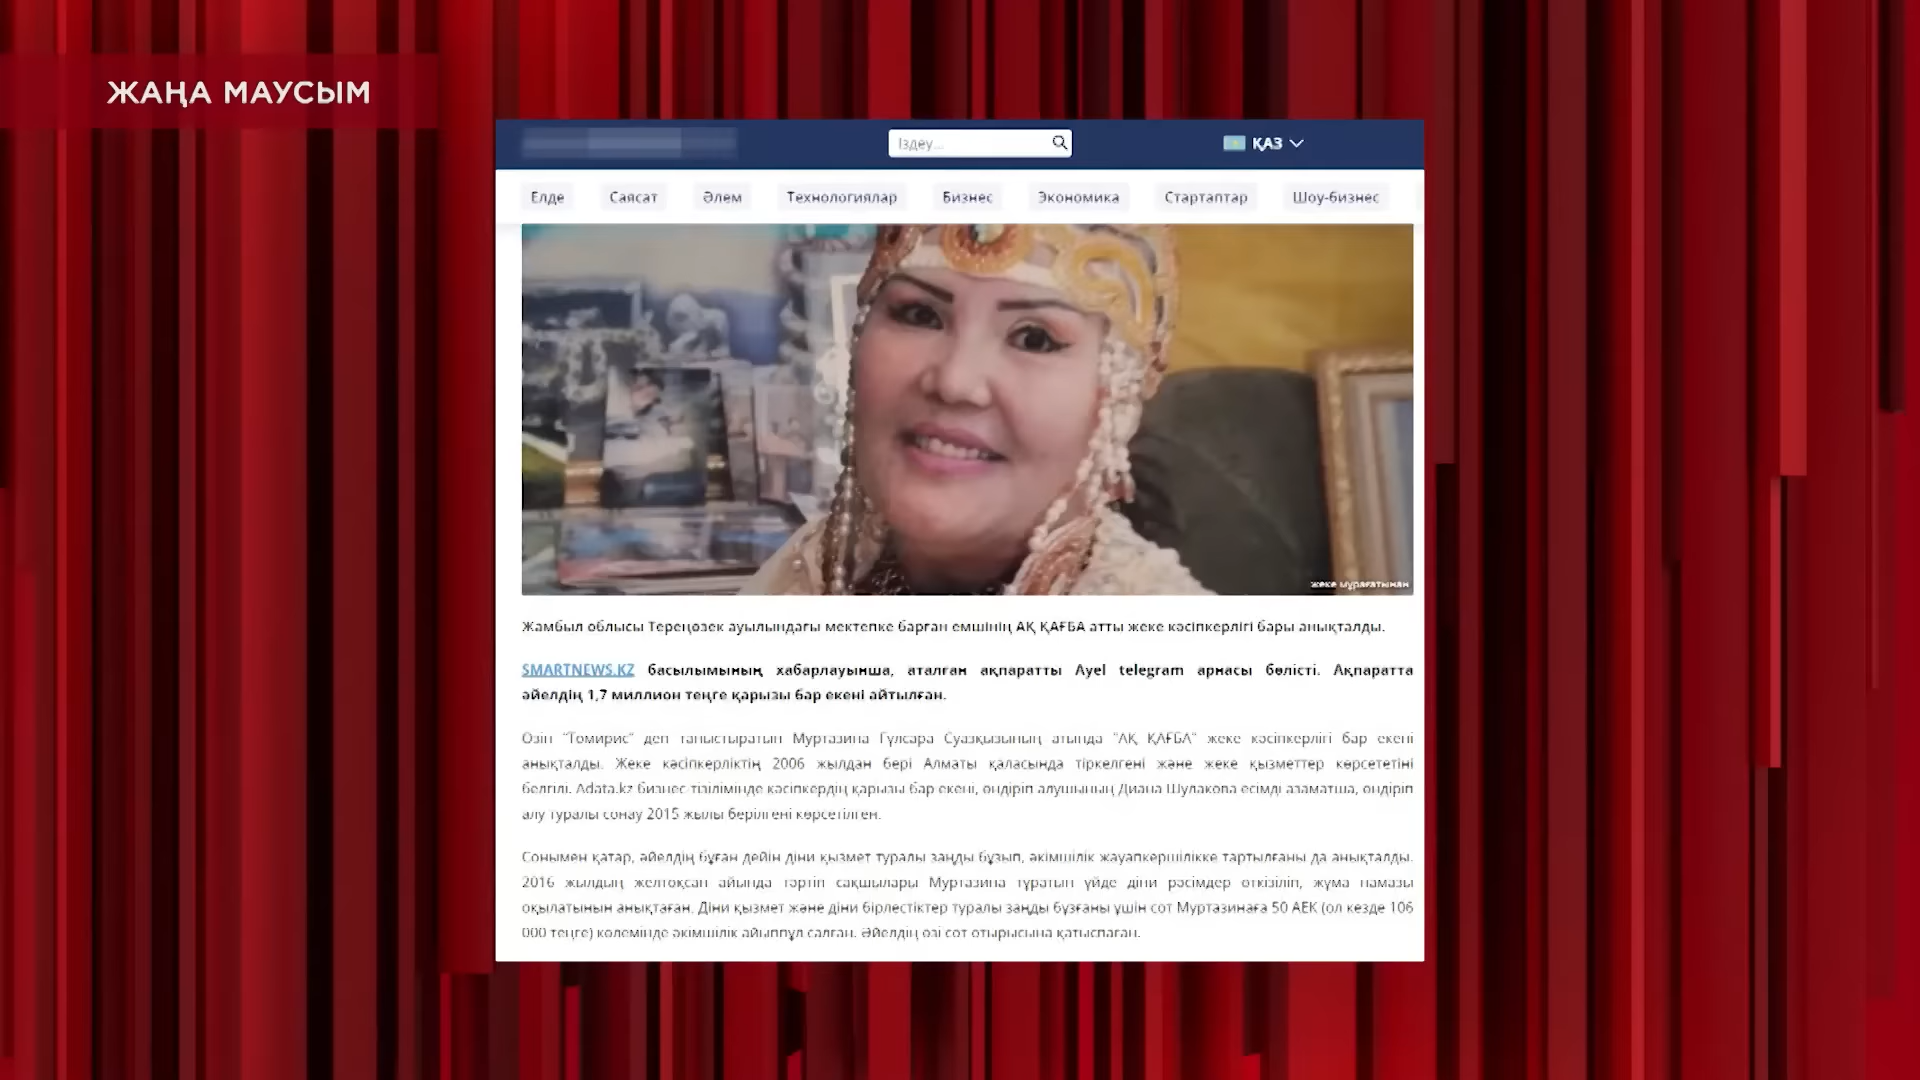 ЖАҢА МАУСЫМ
Іздеу...
ҚАЗ
Елде Саясат Әлем Технологиялар Бизнес Экономика Стартаптар Шоу-бизнес
жеке мұрағатынан
Жамбыл облысы Тереңөзек ауылындағы мектепке барған емшінің АҚ ҚАҒБА атты жеке кәсіпкерлігі бары анықталды.
SMARTNEWS.KZ басылымының хабарлауынша, аталған ақпаратты Ayel telegram арнасы бөлісті. Ақпаратта
әйелдің 1,7 миллион теңге қарызы бар екені айтылған.
Өзін "Томирис" деп таныстыратын Муртазина Гүлсара Суазқызының атында "АҚ ҚАҒБА" жеке кәсіпкерлігі бар екені
анықталды. Жеке кәсіпкерліктің 2006 жылдан бері Алматы қаласында тіркелгені және жеке қызметтер көрсететіні
белгілі. Adata.kz бизнес-тізілімінде кәсіпкердің қарызы бар екені, өндіріп алушының Диана Шулакова есімді азаматша, өндіріп
алу туралы сонау 2015 жылы берілгені көрсетілген.
Сонымен қатар, әйелдің бұған дейін діни қызмет туралы заңды бұзып, әкімшілік жауапкершілікке тартылғаны да анықталды.
2016 жылдың желтоқсан айында тәртіп сақшылары Муртазина тұратын үйде діни рәсімдер өткізіліп, жұма намазы
оқылатынын анықтаған. Діни қызмет және діни бірлестіктер туралы заңды бұзғаны үшін сот Муртазинаға 50 АЕК (ол кезде 106
000 теңге) көлемінде әкімшілік айыппұл салған. Әйелдің өзі сот отырысына қатыспаған.